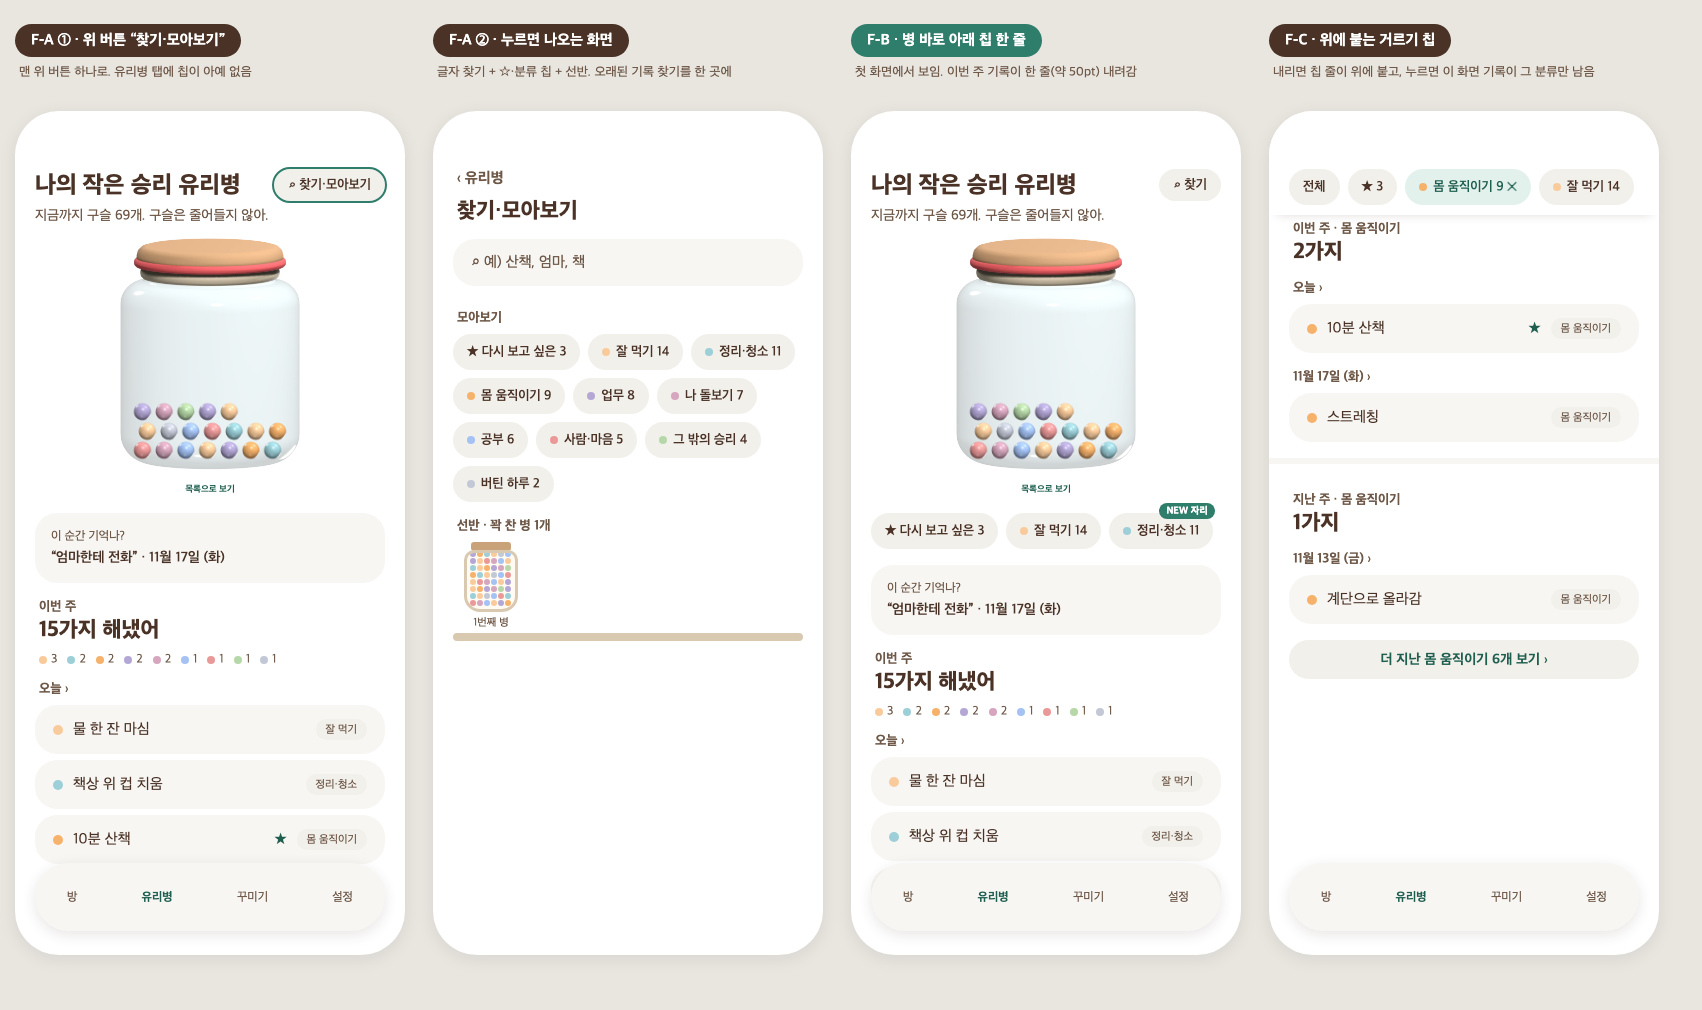 F-A ① · 위 버튼 “찾기·모아보기”
맨 위 버튼 하나로. 유리병 탭에 칩이 아예 없음
나의 작은 승리 유리병
찾기·모아보기
지금까지 구슬 69개. 구슬은 줄어들지 않아.
목록으로 보기
이 순간 기억나?
“엄마한테 전화” · 11월 17일 (화)
이번 주
15가지 해냈어
3 2 2 2 2 1 1 1 1
오늘 ›
물 한 잔 마심 잘 먹기
책상 위 컵 치움 정리·청소
10분 산책 ★ 몸 움직이기
방 유리병 꾸미기 설정
F-A ② · 누르면 나오는 화면
글자 찾기 + ☆·분류 칩 + 선반. 오래된 기록 찾기를 한 곳에
‹ 유리병
찾기·모아보기
예) 산책, 엄마, 책
모아보기
★ 다시 보고 싶은 3 잘 먹기 14 정리·청소 11
몸 움직이기 9 업무 8 나 돌보기 7
공부 6 사람·마음 5 그 밖의 승리 4
버틴 하루 2
선반 · 꽉 찬 병 1개
1번째 병
F-B · 병 바로 아래 칩 한 줄
첫 화면에서 보임. 이번 주 기록이 한 줄(약 50pt) 내려감
나의 작은 승리 유리병
찾기
지금까지 구슬 69개. 구슬은 줄어들지 않아.
목록으로 보기
NEW 자리
★ 다시 보고 싶은 3 잘 먹기 14 정리·청소 11
이 순간 기억나?
“엄마한테 전화” · 11월 17일 (화)
이번 주
15가지 해냈어
3 2 2 2 2 1 1 1 1
오늘 ›
물 한 잔 마심 잘 먹기
책상 위 컵 치움 정리·청소
방 유리병 꾸미기 설정
F-C · 위에 붙는 거르기 칩
내리면 칩 줄이 위에 붙고, 누르면 이 화면 기록이 그 분류만 남음
전체 ★ 3 몸 움직이기 9 ✕ 잘 먹기 14
이번 주 · 몸 움직이기
2가지
오늘 ›
10분 산책 ★ 몸 움직이기
11월 17일 (화) ›
스트레칭 몸 움직이기
지난 주 · 몸 움직이기
1가지
11월 13일 (금) ›
계단으로 올라감 몸 움직이기
더 지난 몸 움직이기 6개 보기 ›
방 유리병 꾸미기 설정